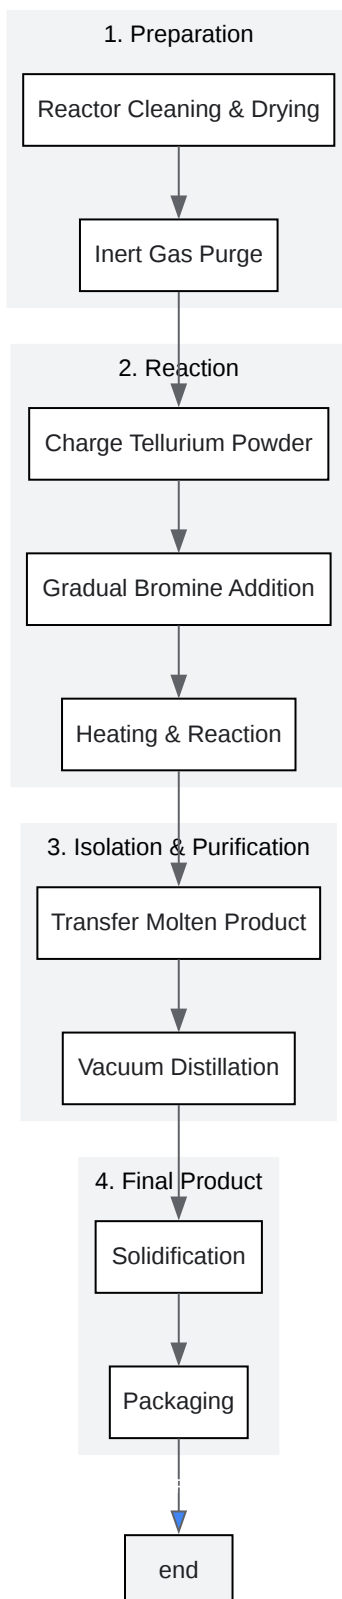 1. Preparation
Reactor Cleaning & Drying
Inert Gas Purge
2. Reaction
Charge Tellurium Powder
Gradual Bromine Addition
Heating & Reaction
3. Isolation & Purification
Transfer Molten Product
Vacuum Distillation
4. Final Product
Solidification
Packaging
end